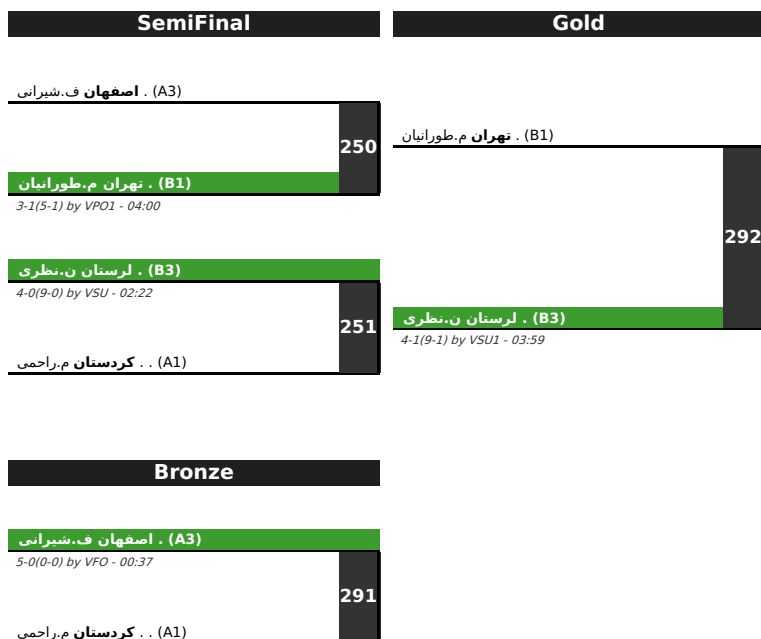 SemiFinal
ف.شیرانی اصفهان . (A3)
250
م.طورانیان تهران . (B1)
3-1(5-1) by VPO1 - 04:00
ن.نظری لرستان . (B3)
4-0(9-0) by VSU - 02:22
251
م.راحمی کردستان . . (A1)
Gold
م.طورانیان تهران . (B1)
292
ن.نظری لرستان . (B3)
4-1(9-1) by VSU1 - 03:59
Bronze
ف.شیرانی اصفهان . (A3)
5-0(0-0) by VFO - 00:37
291
م.راحمی کردستان . . (A1)